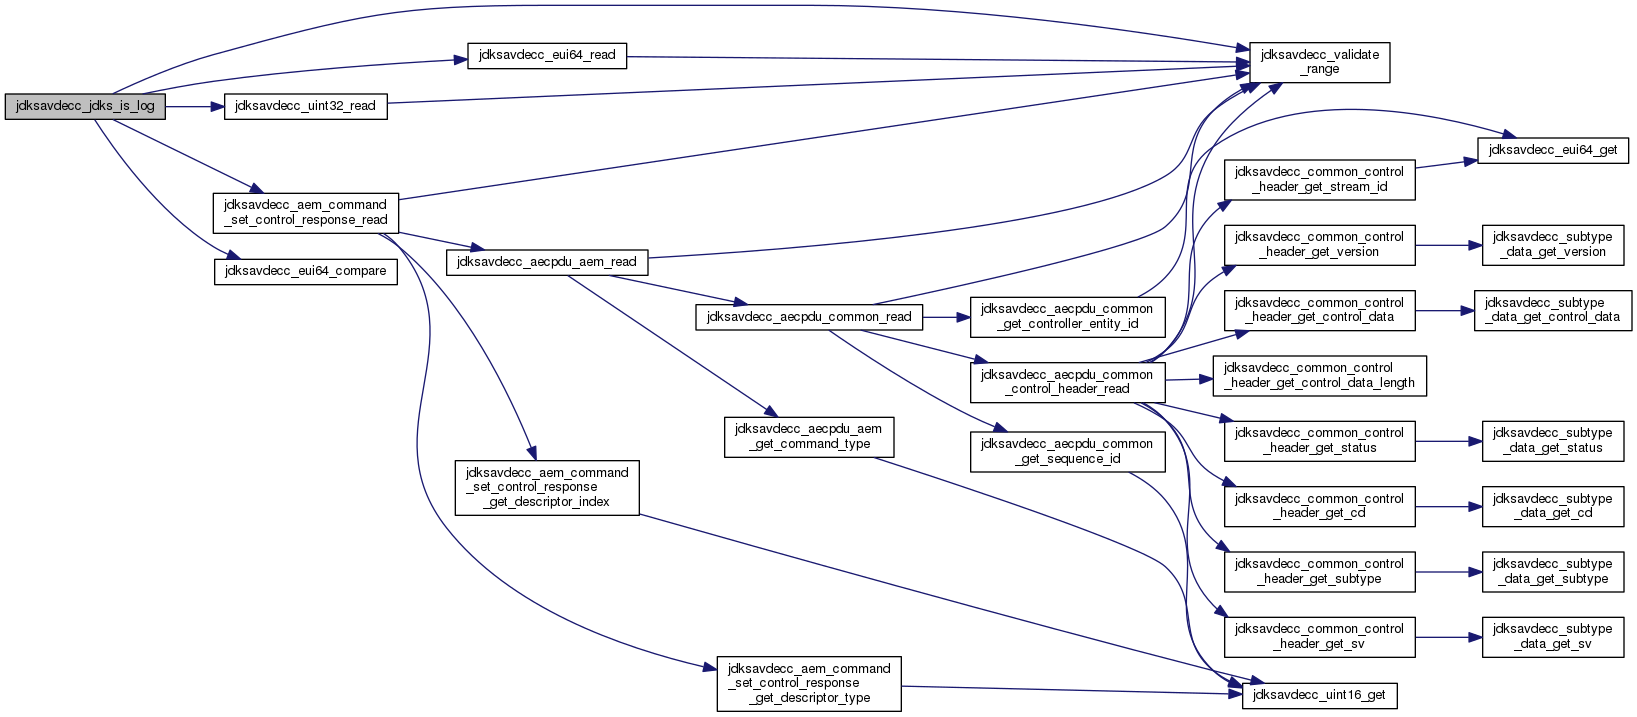 jdksavdecc_jdks_is_log
jdksavdecc_eui64_read
jdksavdecc_uint32_read
jdksavdecc_aem_command
_set_control_response_read
jdksavdecc_eui64_compare
jdksavdecc_aecpdu_aem_read
jdksavdecc_aem_command
_set_control_response
_get_descriptor_index
jdksavdecc_aecpdu_common_read
jdksavdecc_aecpdu_aem
_get_command_type
jdksavdecc_aem_command
_set_control_response
_get_descriptor_type
jdksavdecc_aecpdu_common
_get_controller_entity_id
jdksavdecc_aecpdu_common
_control_header_read
jdksavdecc_aecpdu_common
_get_sequence_id
jdksavdecc_validate
_range
jdksavdecc_common_control
_header_get_stream_id
jdksavdecc_common_control
_header_get_version
jdksavdecc_common_control
_header_get_control_data
jdksavdecc_common_control
_header_get_control_data_length
jdksavdecc_common_control
_header_get_status
jdksavdecc_common_control
_header_get_cd
jdksavdecc_common_control
_header_get_subtype
jdksavdecc_common_control
_header_get_sv
jdksavdecc_uint16_get
jdksavdecc_eui64_get
jdksavdecc_subtype
_data_get_version
jdksavdecc_subtype
_data_get_control_data
jdksavdecc_subtype
_data_get_status
jdksavdecc_subtype
_data_get_cd
jdksavdecc_subtype
_data_get_subtype
jdksavdecc_subtype
_data_get_sv